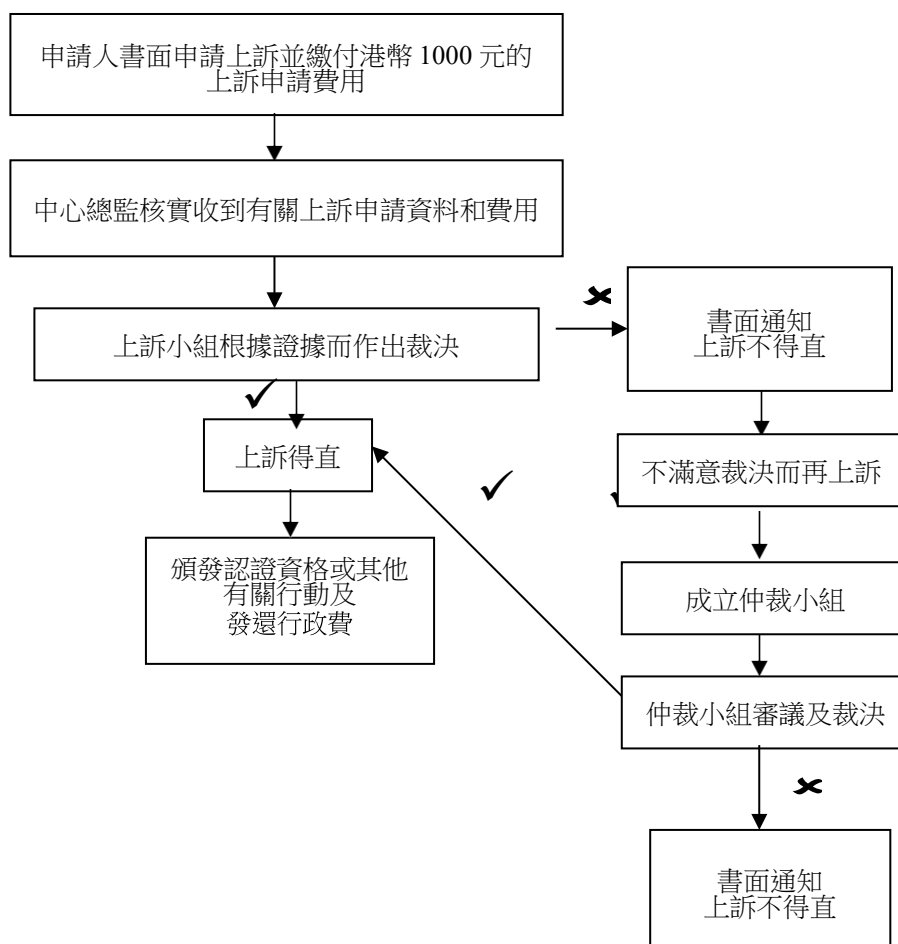 申請人書面申請上訴並繳付港幣 1000 元的
上訴申請費用
中心總監核實收到有關上訴申請資料和費用
上訴小組根據證據而作出裁決
書面通知
上訴不得直
上訴得直
不滿意裁決而再上訴
頒發認證資格或其他
有關行動及
發還行政費
成立仲裁小組
仲裁小組審議及裁決
書面通知
上訴不得直